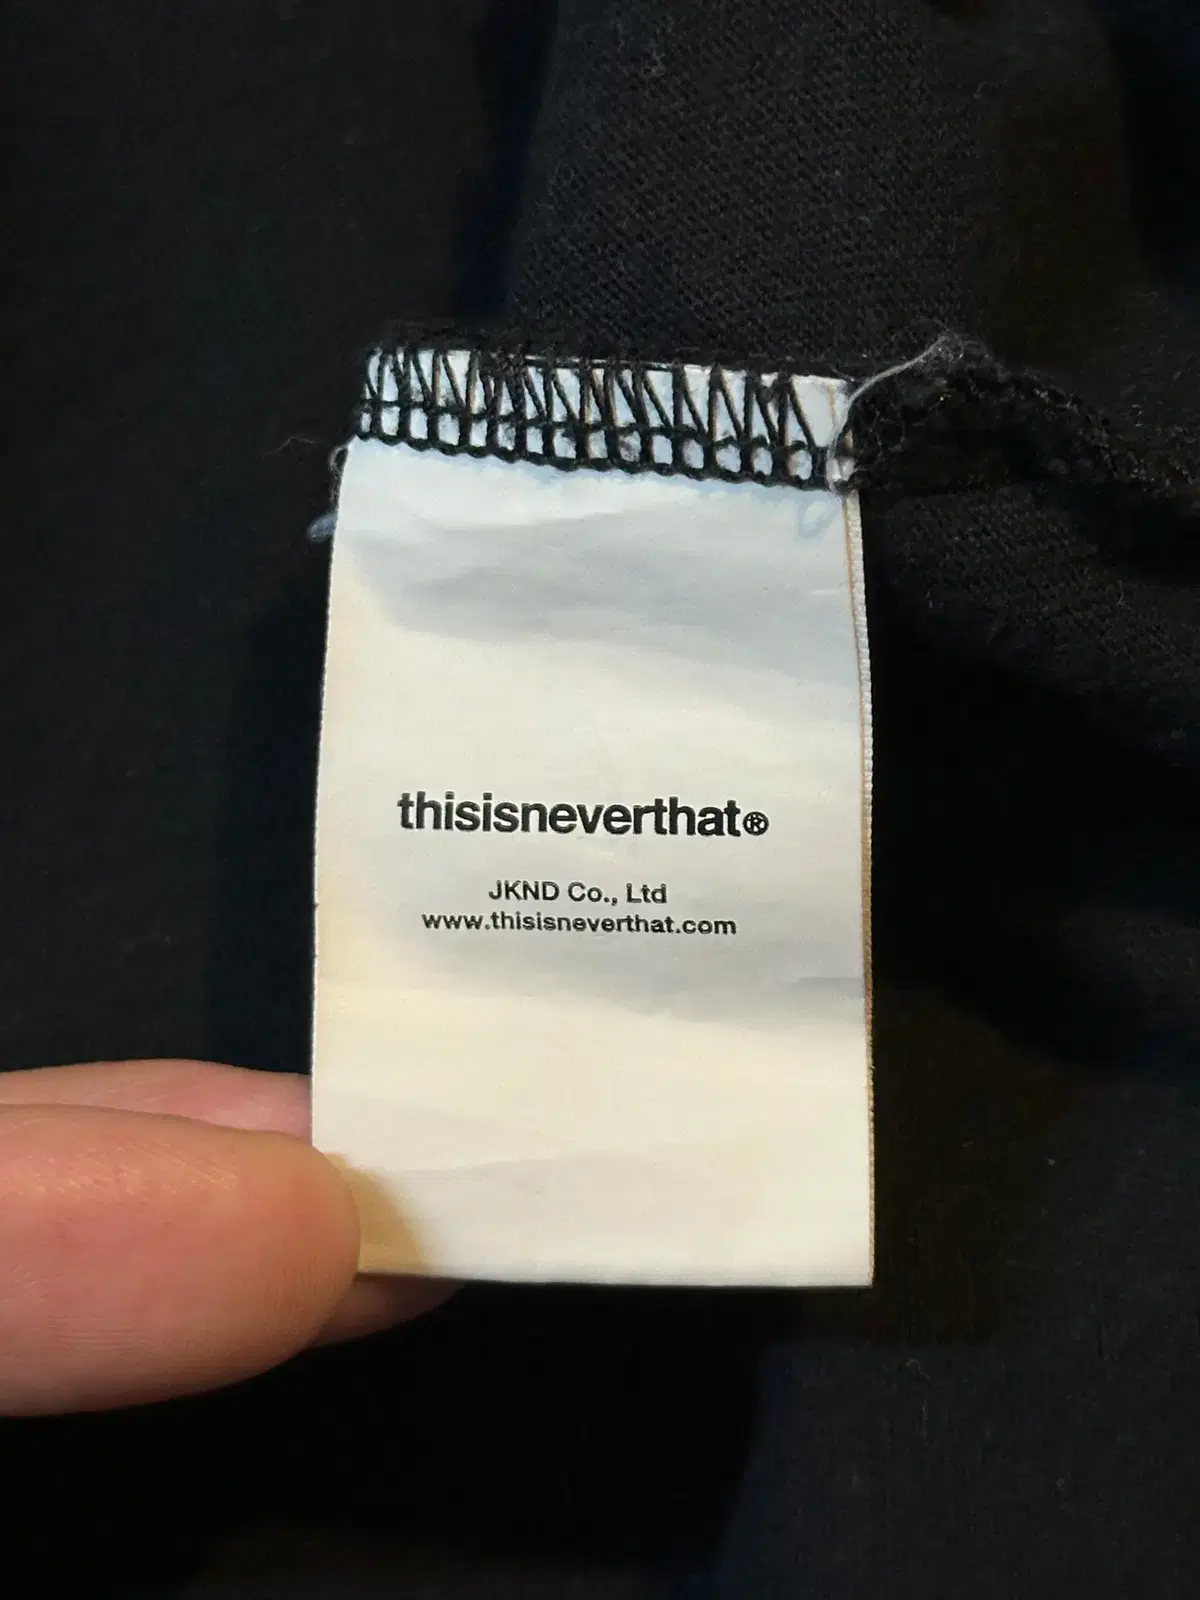 thisisneverthat®
JKND Co., Ltd
www.thisisneverthat.com